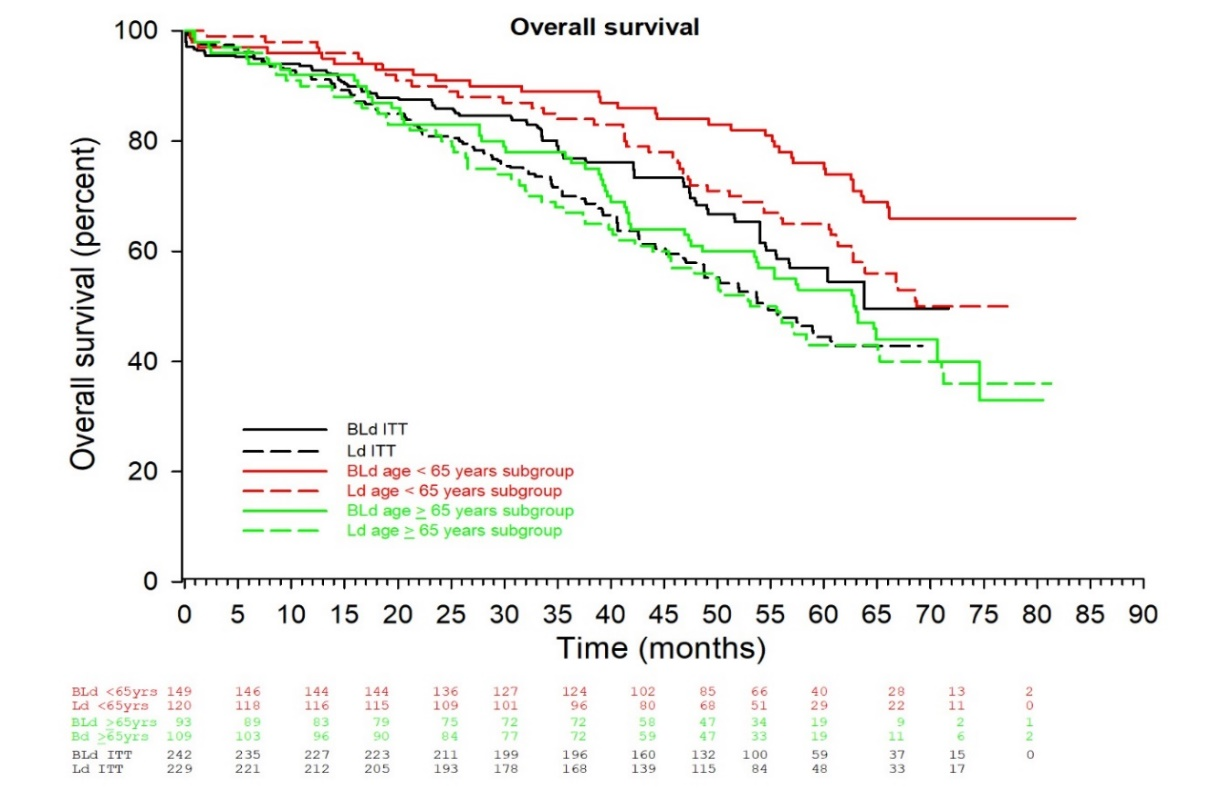 Overall survival
100
80
60
40
20
0
Overall survival (percent)
BLd ITT
Ld ITT
BLd age < 65 years subgroup
Ld age < 65 years subgroup
BLd age ≥ 65 years subgroup
Ld age ≥ 65 years subgroup
0 5 10 15 20 25 30 35 40 45 50 55 60 65 70 75 80 85 90
Time (months)
BLd <65yrs 149 146 144 144 136 127 124 102 85 66 40 28 13 2
Ld <65yrs 120 118 116 115 109 101 96 80 68 51 29 22 11 0
BLd ≥65yrs 93 89 83 79 75 72 72 58 47 34 19 9 2 1
Bd ≥65yrs 109 103 96 90 84 77 72 59 47 33 19 11 6 2
BLd ITT 242 235 227 223 211 199 196 160 132 100 59 37 15 0
Ld ITT 229 221 212 205 193 178 168 139 115 84 48 33 17